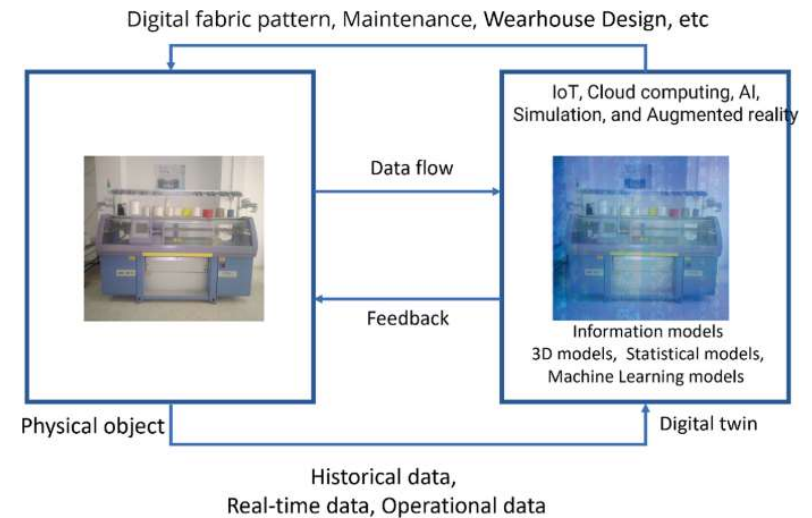 Digital fabric pattern, Maintenance, Wearhouse Design, etc
IoT, Cloud computing, AI,
Simulation, and Augmented reality
Data flow
Feedback
Information models
3D models, Statistical models,
Machine Learning models
Physical object
Digital twin
Historical data,
Real-time data, Operational data